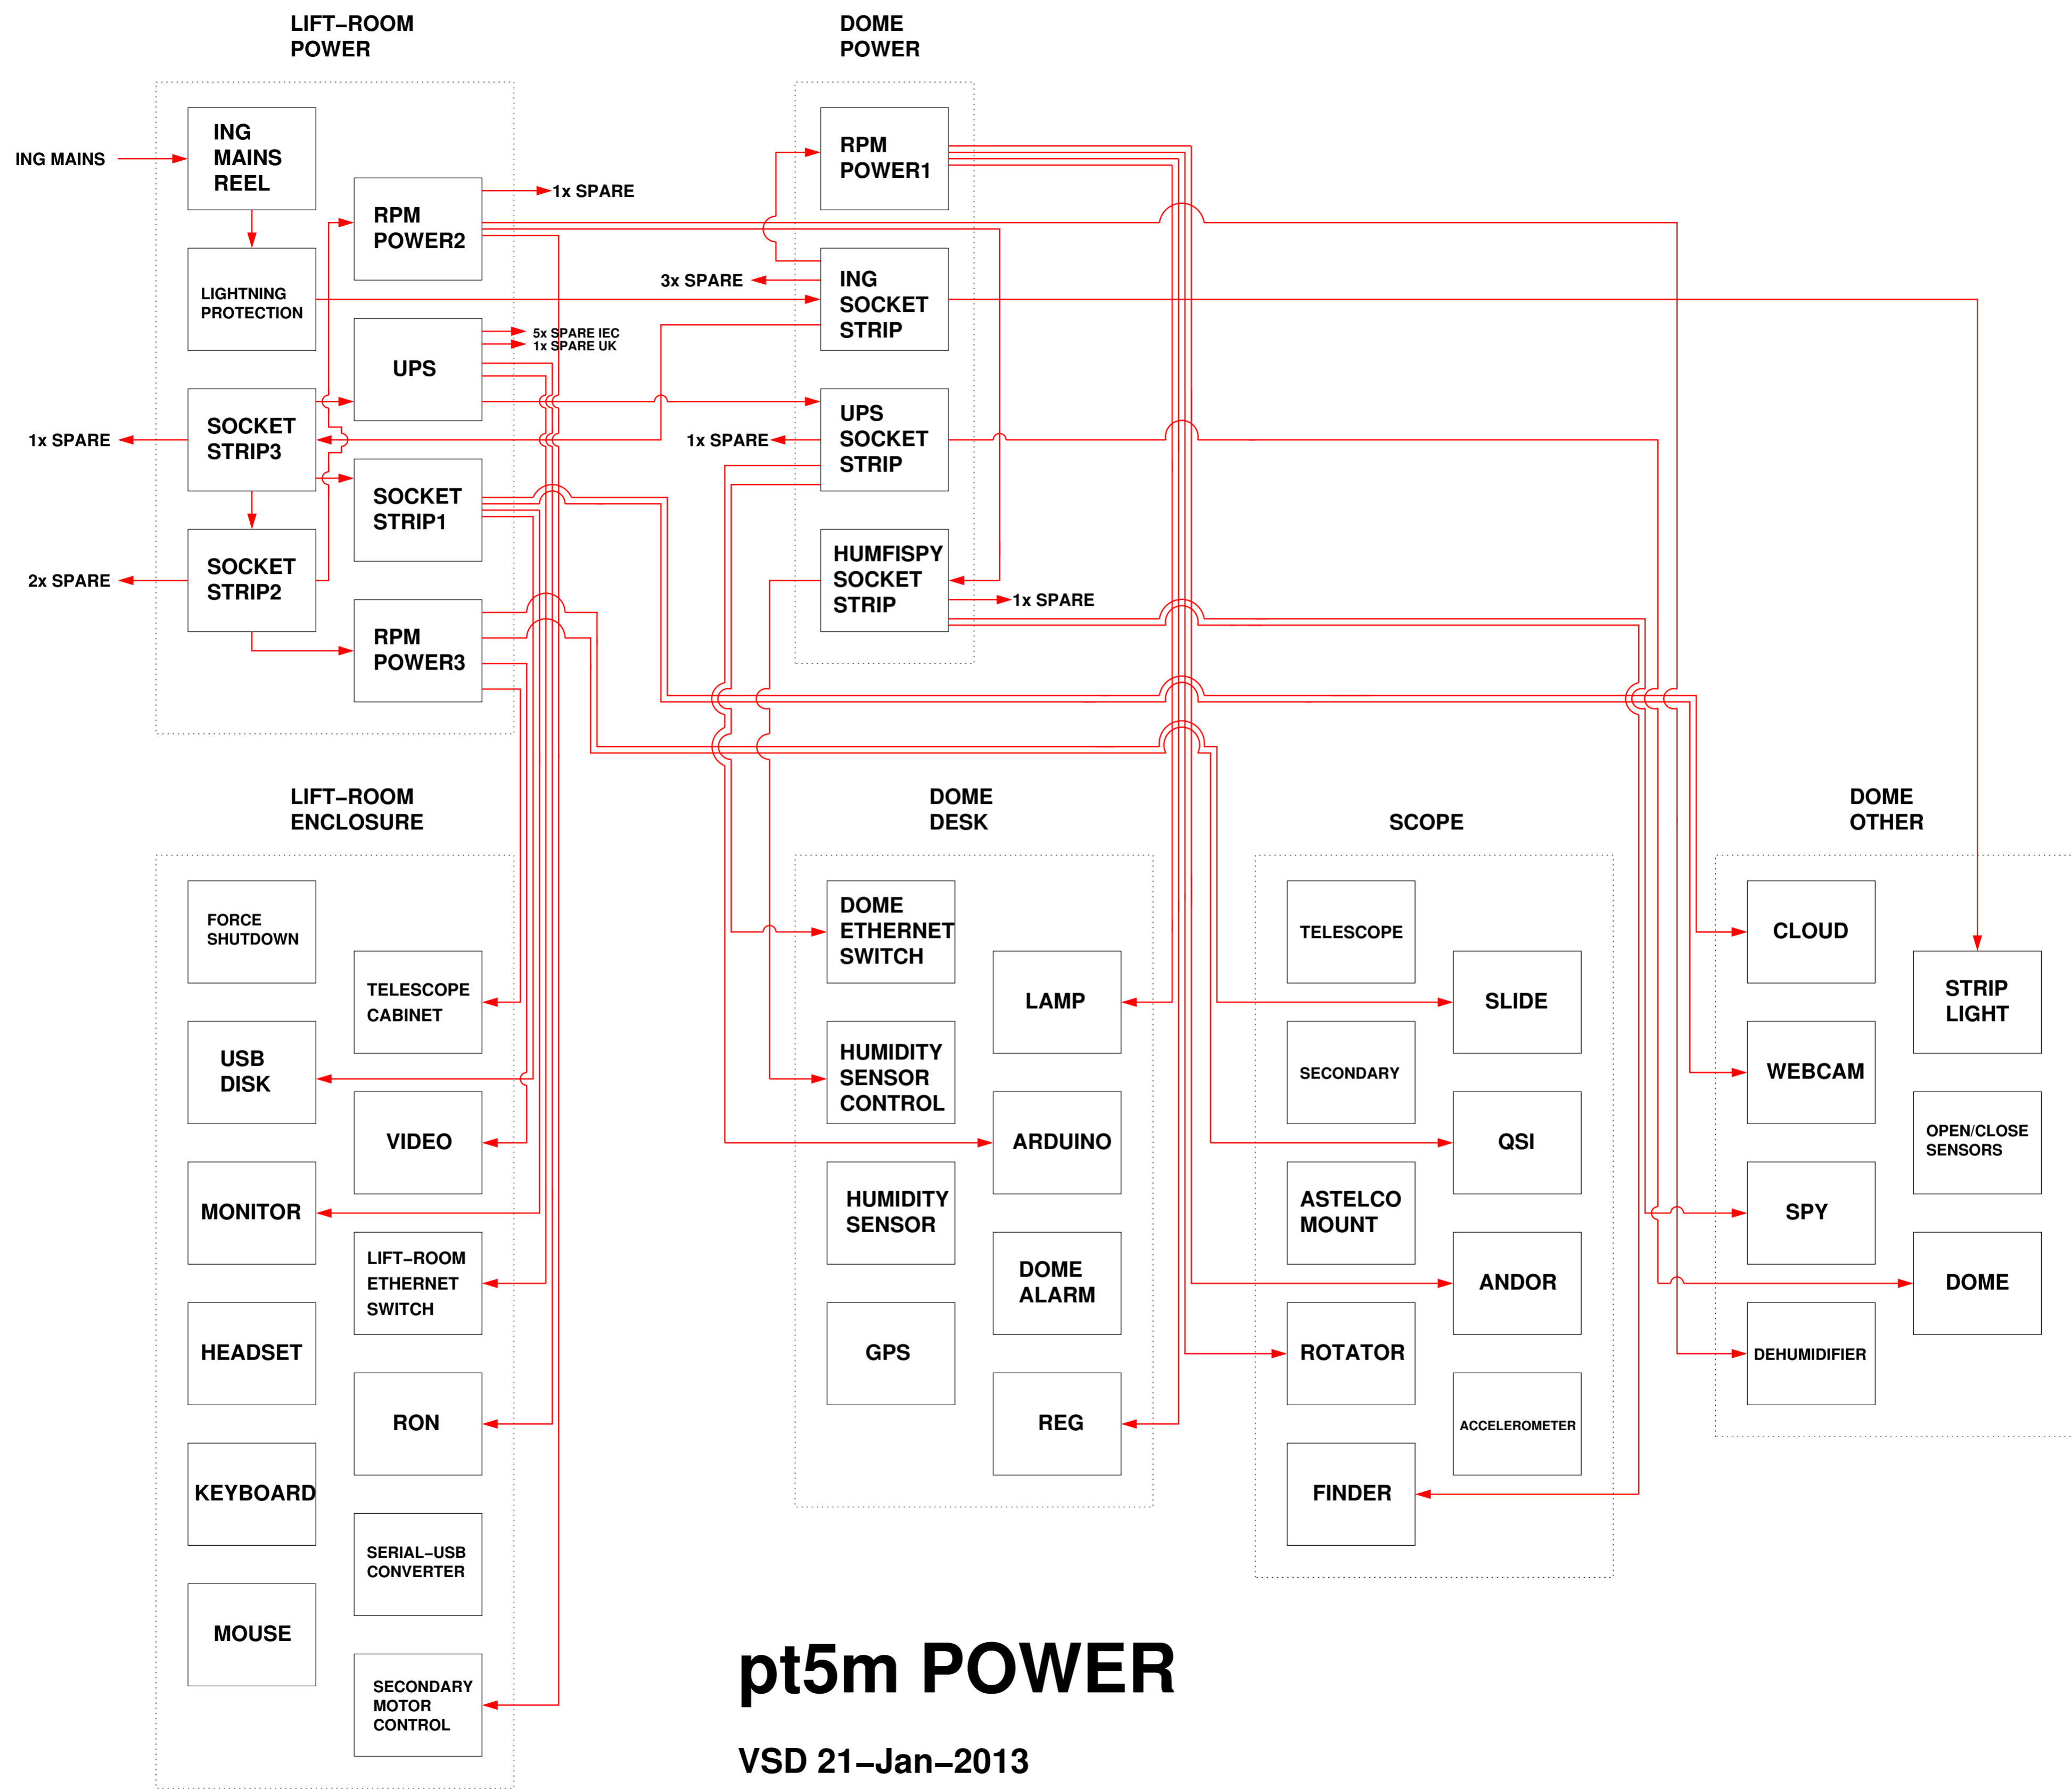 LIFT–ROOM
POWER
DOME
POWER
ING
MAINS
REEL
ING MAINS
RPM
POWER2
1x SPARE
LIGHTNING
PROTECTION
UPS
5x SPARE IEC
1x SPARE UK
SOCKET
STRIP3
1x SPARE
SOCKET
STRIP1
SOCKET
STRIP2
2x SPARE
RPM
POWER3
RPM
POWER1
ING
SOCKET
STRIP
3x SPARE
UPS
SOCKET
STRIP
1x SPARE
HUMFISPY
SOCKET
STRIP
1x SPARE
LIFT–ROOM
ENCLOSURE
FORCE
SHUTDOWN
TELESCOPE
CABINET
USB
DISK
VIDEO
MONITOR
LIFT–ROOM
ETHERNET
SWITCH
HEADSET
RON
KEYBOARD
SERIAL–USB
CONVERTER
MOUSE
SECONDARY
MOTOR
CONTROL
DOME
DESK
DOME
ETHERNET
SWITCH
LAMP
HUMIDITY
SENSOR
CONTROL
ARDUINO
HUMIDITY
SENSOR
DOME
ALARM
GPS
REG
SCOPE
TELESCOPE
SLIDE
SECONDARY
QSI
ASTELCO
MOUNT
ANDOR
ROTATOR
ACCELEROMETER
FINDER
DOME
OTHER
CLOUD
STRIP
LIGHT
WEBCAM
OPEN/CLOSE
SENSORS
SPY
DOME
DEHUMIDIFIER
pt5m POWER
VSD 21–Jan–2013